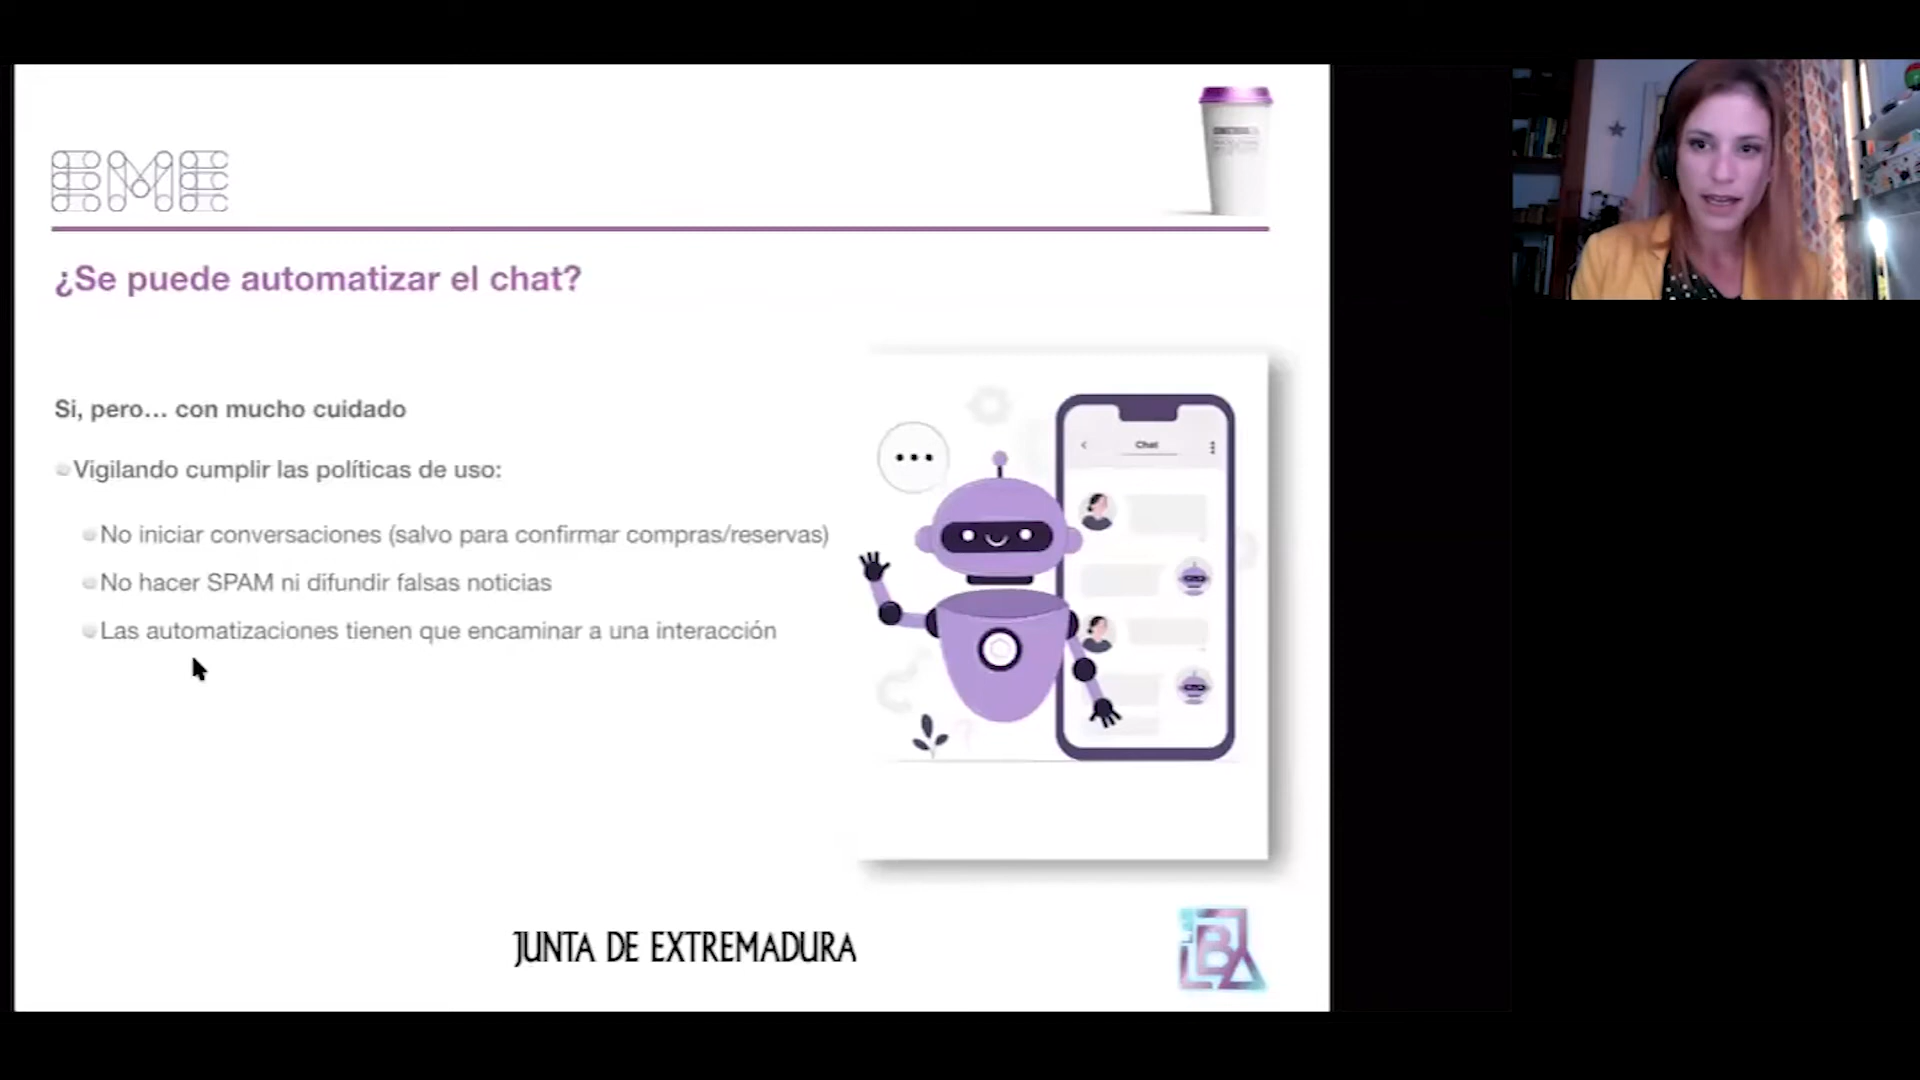 EME
¿Se puede automatizar el chat?
Si, pero... con mucho cuidado
Vigilando cumplir las políticas de uso:
No iniciar conversaciones (salvo para confirmar compras/reservas)
No hacer SPAM ni difundir falsas noticias
Las automatizaciones tienen que encaminar a una interacción
Chat
JUNTA DE EXTREMADURA